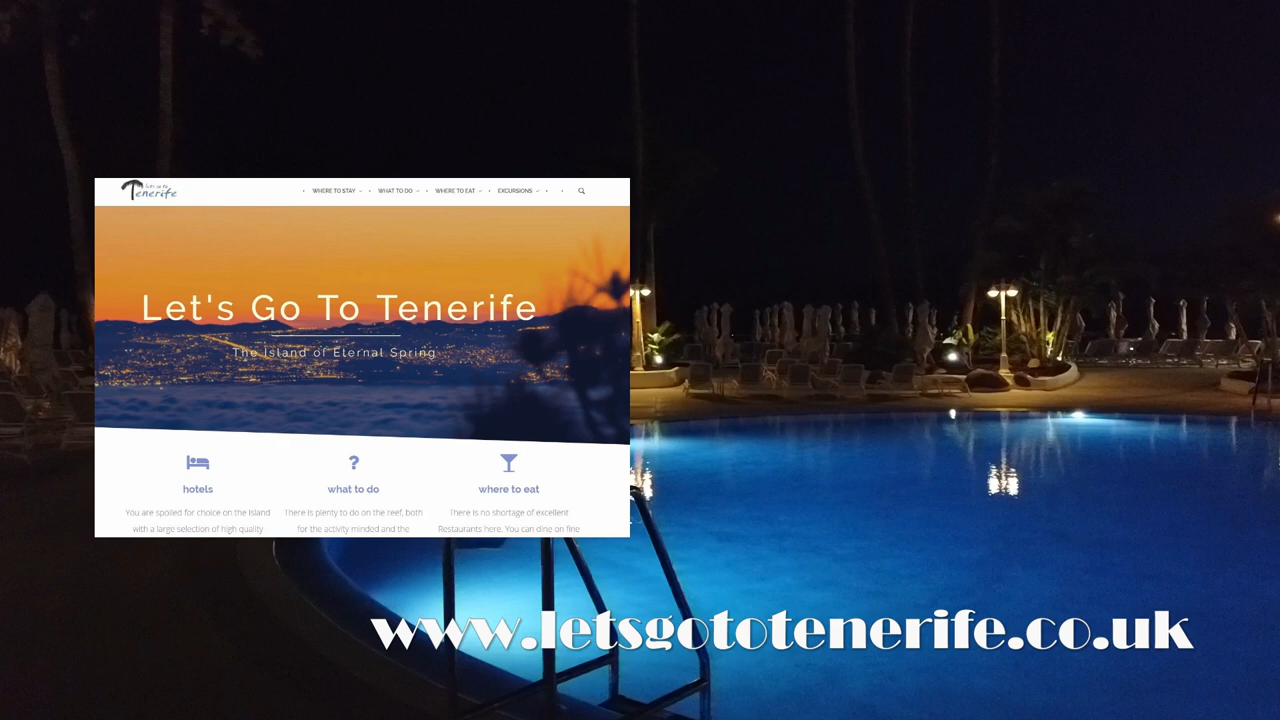 let's go to
Tenerife
WHERE TO STAY
WHAT TO DO
WHERE TO EAT
EXCURSIONS
Let's Go To Tenerife
The Island of Eternal Spring
hotels
what to do
where to eat
You are spoiled for choice on the Island
with a large selection of high quality
There is plenty to do on the reef, both
for the activity minded and the
There is no shortage of excellent
Restaurants here. You can dine on fine
www.letsgototenerife.co.uk